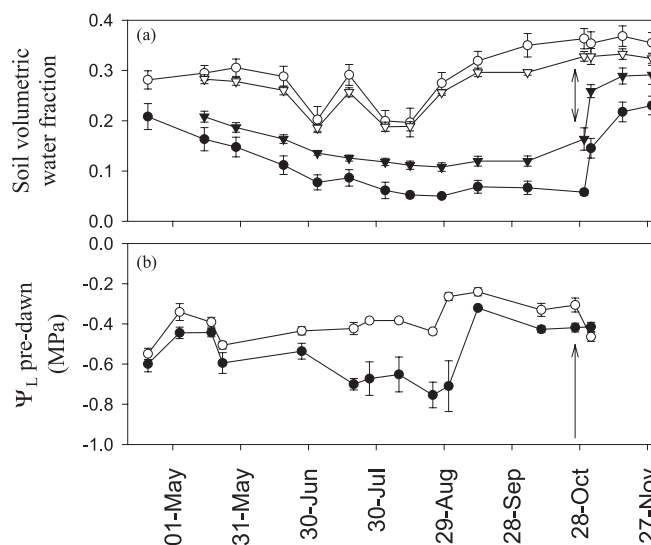 0.4
(a)
0.3
0.2
0.1
0.0
Soil volumetric
water fraction
0.0
(b)
-0.2
-0.4
-0.6
-0.8
-1.0
Ψ_L pre-dawn
(MPa)
01-May
31-May
30-Jun
30-Jul
29-Aug
28-Sep
28-Oct
27-Nov